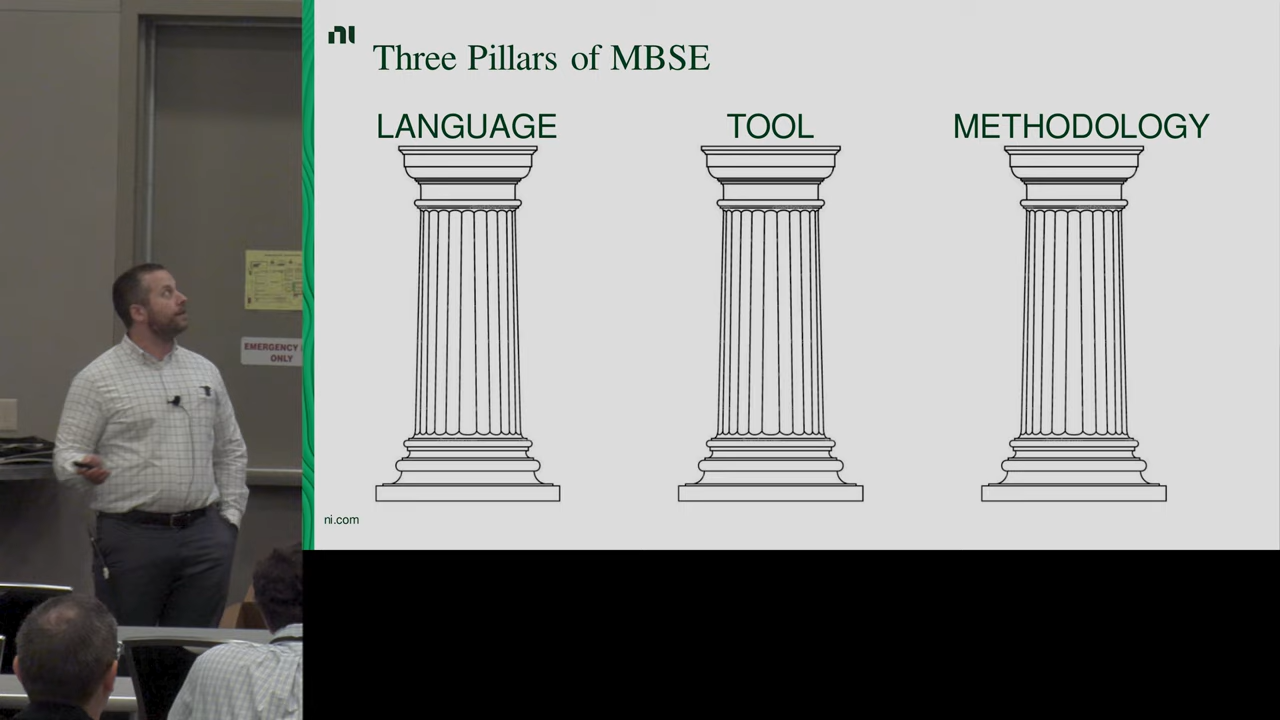 ni
Three Pillars of MBSE
LANGUAGE
TOOL
METHODOLOGY
EMERGENCY
ONLY
ni.com